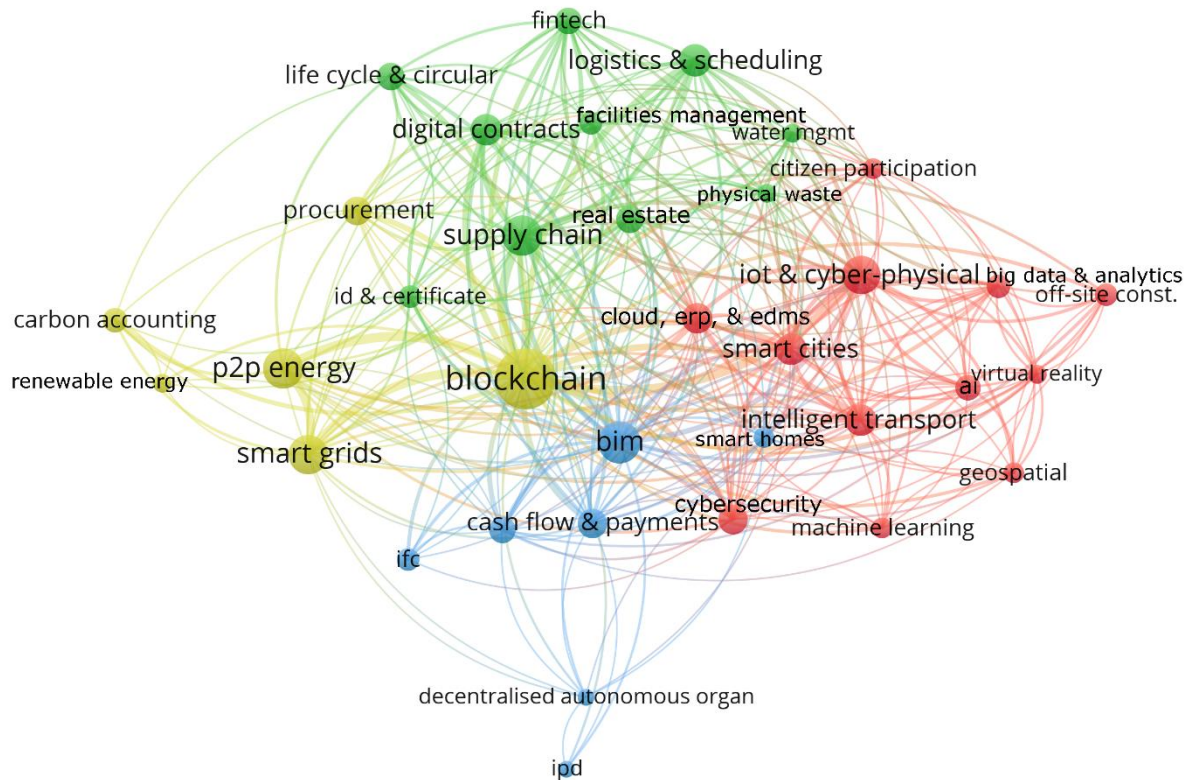 fintech
logistics & scheduling
life cycle & circular
facilities management
digital contracts
water mgmt
citizen participation
physical waste
procurement
real estate
supply chain
iot & cyber-physical
big data & analytics
id & certificate
off-site const.
carbon accounting
cloud, erp, & edms
smart cities
p2p energy
blockchain
virtual reality
renewable energy
ai
intelligent transport
bim
smart homes
smart grids
geospatial
cybersecurity
cash flow & payments
machine learning
ifc
decentralised autonomous organ
ipd